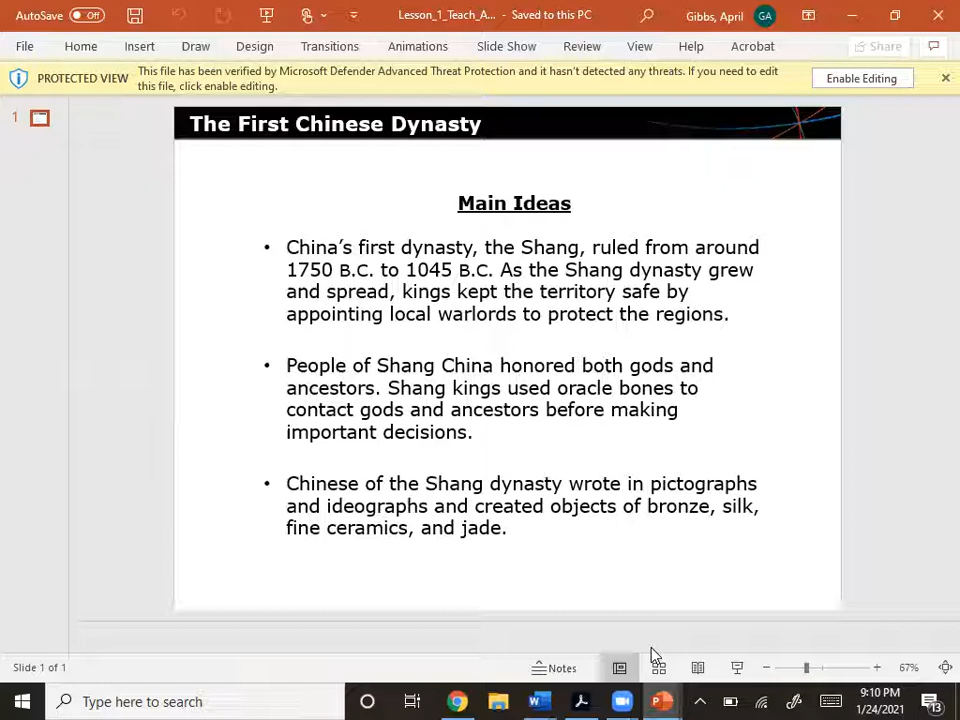 AutoSave Off Lesson_1_Teach_A... - Saved to this PC Gibbs, April GA
File Home Insert Draw Design Transitions Animations Slide Show Review View Help Acrobat Share
PROTECTED VIEW This file has been verified by Microsoft Defender Advanced Threat Protection and it hasn't detected any threats. If you need to edit
this file, click enable editing. Enable Editing
1
The First Chinese Dynasty
Main Ideas
• China's first dynasty, the Shang, ruled from around
1750 B.C. to 1045 B.C. As the Shang dynasty grew
and spread, kings kept the territory safe by
appointing local warlords to protect the regions.
• People of Shang China honored both gods and
ancestors. Shang kings used oracle bones to
contact gods and ancestors before making
important decisions.
• Chinese of the Shang dynasty wrote in pictographs
and ideographs and created objects of bronze, silk,
fine ceramics, and jade.
Slide 1 of 1 Notes 67%
Type here to search
9:10 PM
1/24/2021
13